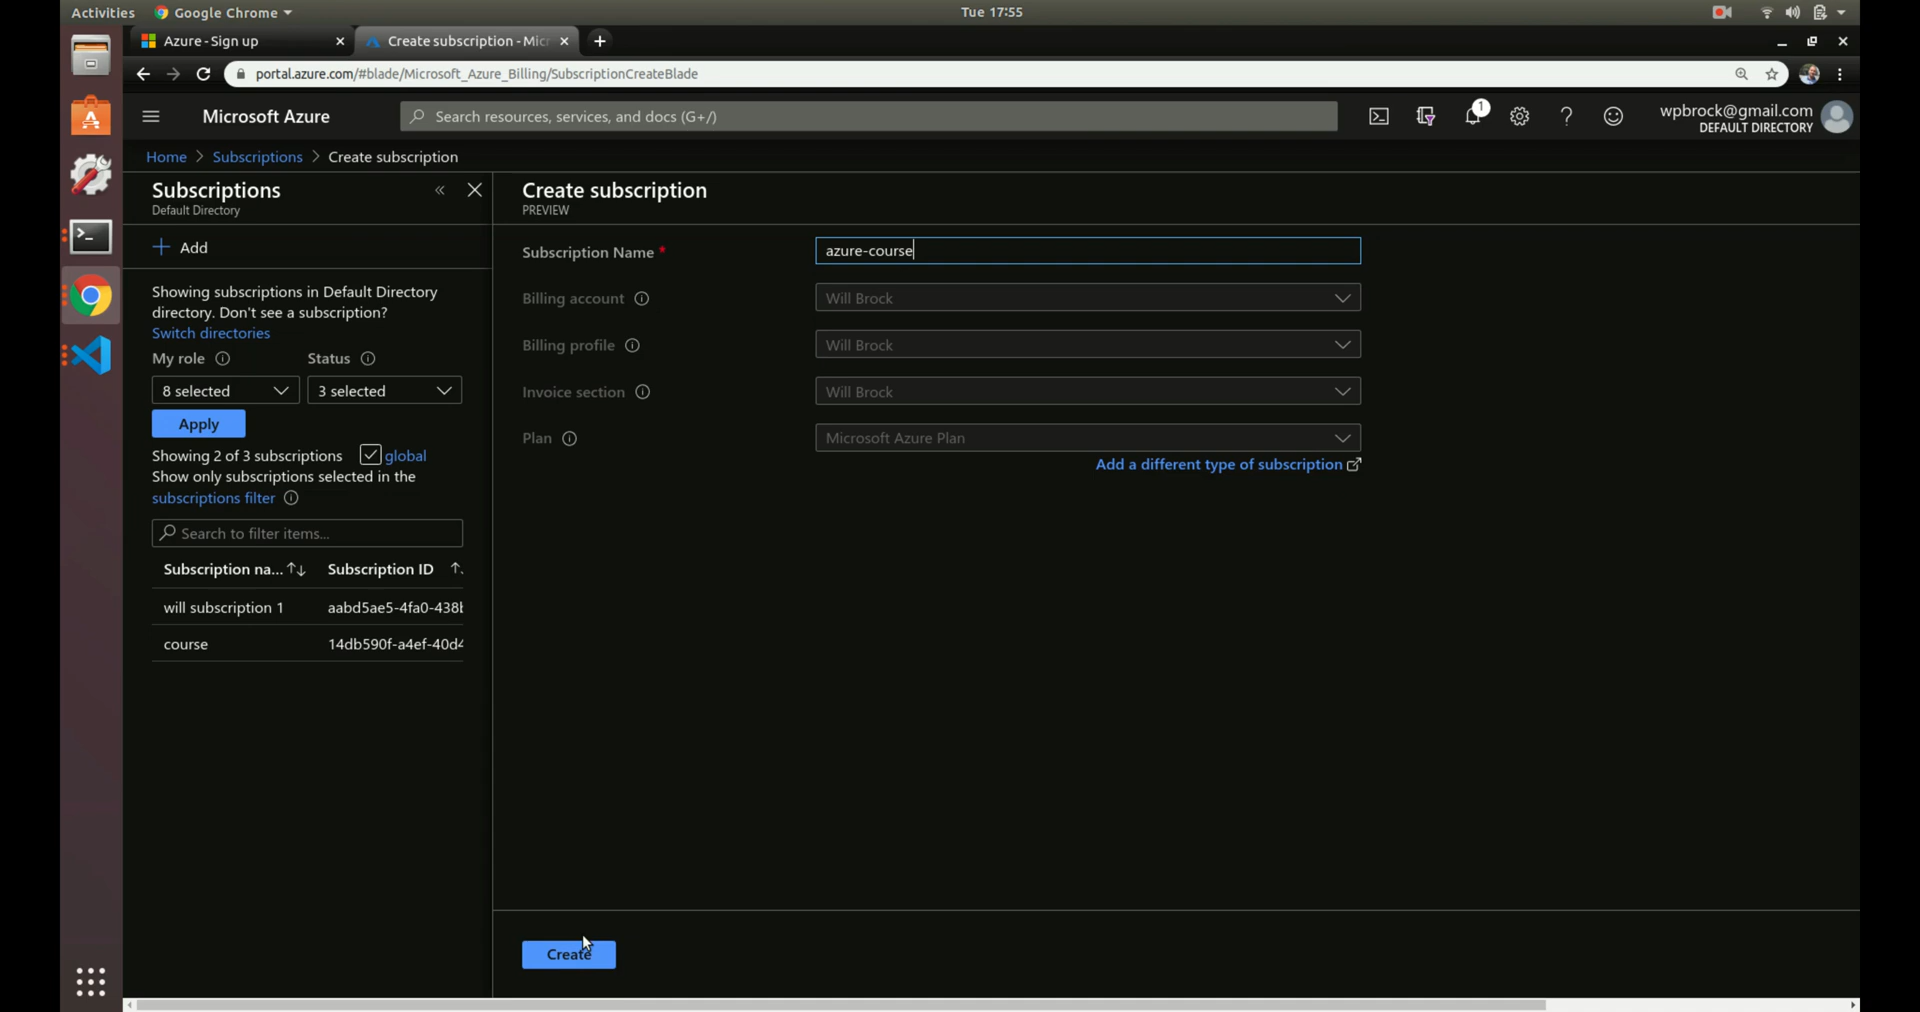 Activities
Google Chrome
Tue 17:55
Azure - Sign up
Create subscription - Micr
portal.azure.com/#blade/Microsoft_Azure_Billing/SubscriptionCreateBlade
Microsoft Azure
Search resources, services, and docs (G+/)
1
wpbrock@gmail.com
DEFAULT DIRECTORY
Home > Subscriptions > Create subscription
Subscriptions
Default Directory
Create subscription
PREVIEW
Add
Showing subscriptions in Default Directory
directory. Don't see a subscription?
Switch directories
My role
Status
8 selected
3 selected
Apply
Showing 2 of 3 subscriptions
global
Show only subscriptions selected in the
subscriptions filter
Search to filter items...
Subscription na...
Subscription ID
will subscription 1
aabd5ae5-4fa0-438b
course
14db590f-a4ef-40d4
Subscription Name *
azure-course
Billing account
Will Brock
Billing profile
Will Brock
Invoice section
Will Brock
Plan
Microsoft Azure Plan
Add a different type of subscription
Create